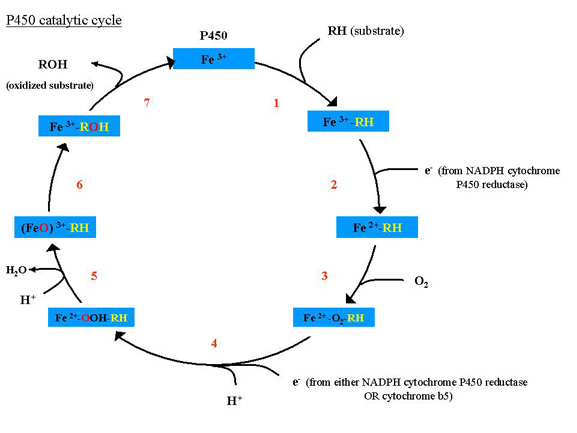 P450 catalytic cycle
P450
Fe 3+
RH (substrate)
1
Fe 3+-RH
2
e- (from NADPH cytochrome
P450 reductase)
Fe 2+-RH
3
O2
Fe 2+-O2-RH
4
e- (from either NADPH cytochrome P450 reductase
OR cytochrome b5)
H+
Fe 2+-OOH-RH
5
H2O
H+
(FeO) 3+-RH
6
Fe 3+-ROH
7
ROH
(oxidized substrate)